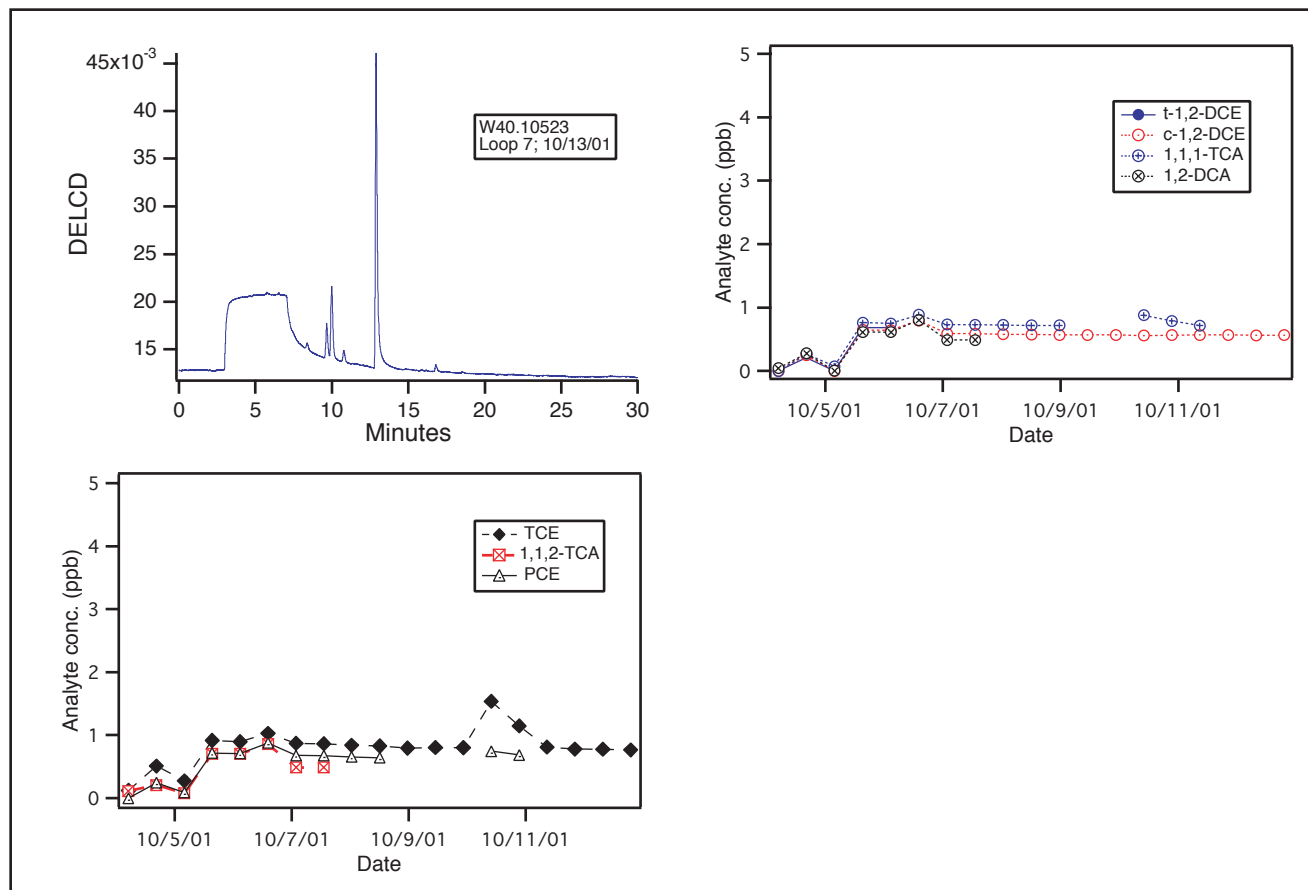 45x10-3
40
35
30
25
20
15
DELCD
W40.10523
Loop 7; 10/13/01
0 5 10 15 20 25 30
Minutes
5
4
3
2
1
0
Analyte conc. (ppb)
t-1,2-DCE
c-1,2-DCE
1,1,1-TCA
1,2-DCA
10/5/01 10/7/01 10/9/01 10/11/01
Date
5
4
3
2
1
0
Analyte conc. (ppb)
TCE
1,1,2-TCA
PCE
10/5/01 10/7/01 10/9/01 10/11/01
Date